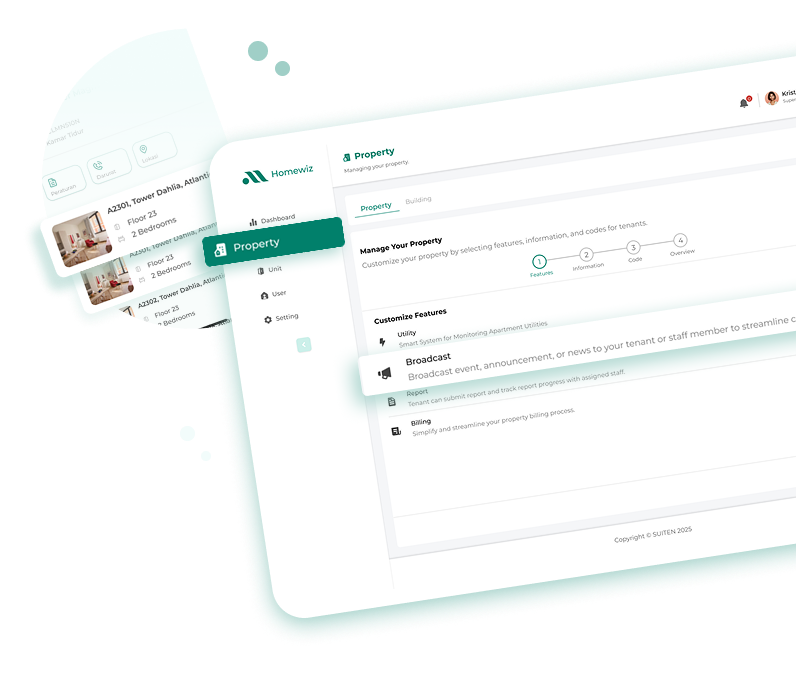 Komal Tidur
Peraturan
Darurat
Lokasi
A2301, Tower Dahlia, Atlanti
Floor 23
2 Bedrooms
A2301, Tower Dahlia, Atlantis
Floor 23
2 Bedrooms
A2302, Tower Dahlia, Atlantis
Floor 23
2 Bedrooms
Homewiz
Dashboard
Property
Unit
User
Setting
Property
Managing your property.
0
Krist
Super
Property
Building
Manage Your Property
Customize your property by selecting features, information, and codes for tenants.
1
Features
2
Information
3
Code
4
Overview
Customize Features
Utility
Smart System for Monitoring Apartment Utilities
Broadcast
Broadcast event, announcement, or news to your tenant or staff member to streamline c
Report
Tenant can submit report and track report progress with assigned staff.
Billing
Simplify and streamline your property billing process.
Copyright © SUITEN 2025